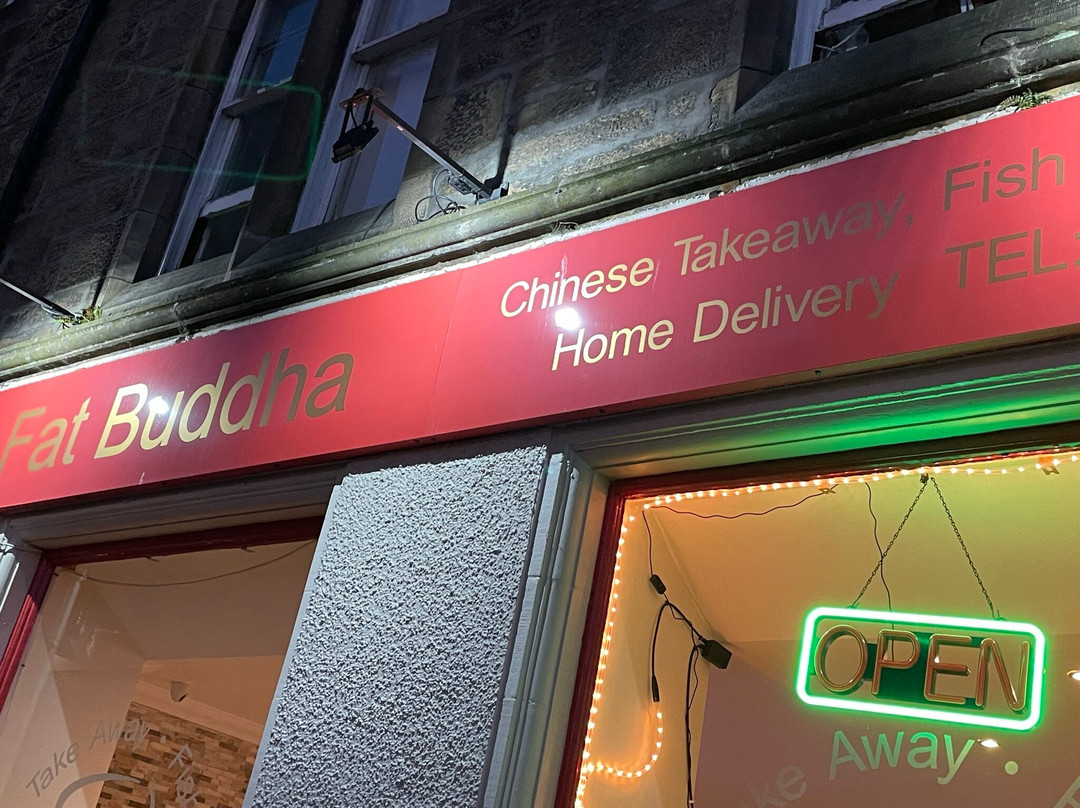 Fat Buddha
Chinese Takeaway, Fish
Home Delivery TEL:
OPEN
Take Away .
Away .